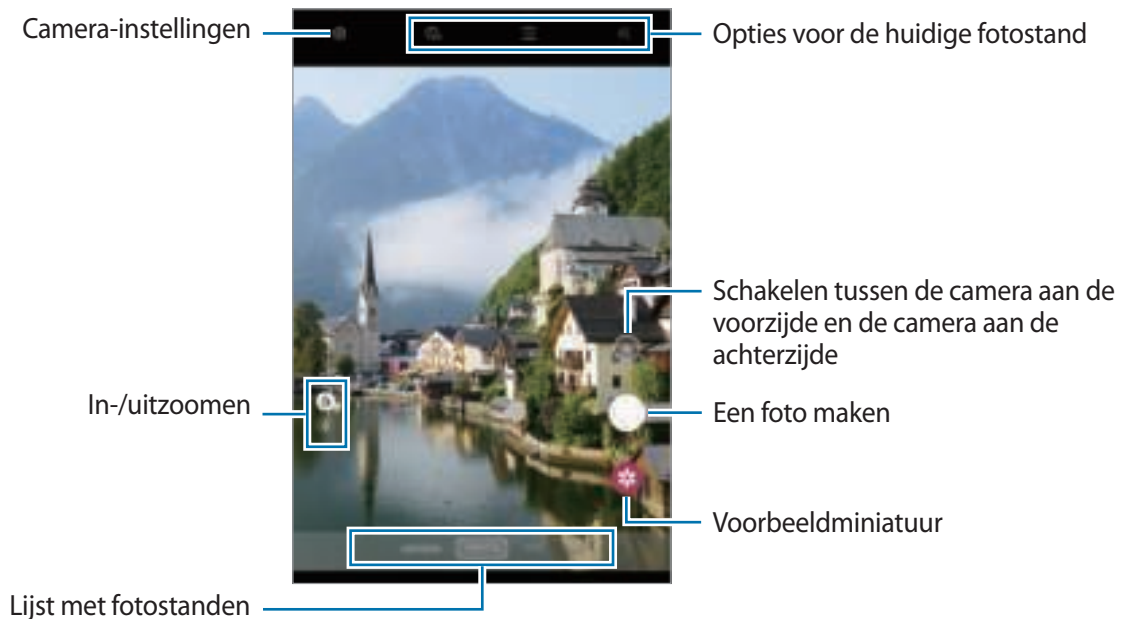 Camera-instellingen
Opties voor de huidige fotostand
Schakelen tussen de camera aan de
voorzijde en de camera aan de
achterzijde
In-/uitzoomen
Een foto maken
Voorbeeldminiatuur
Lijst met fotostanden